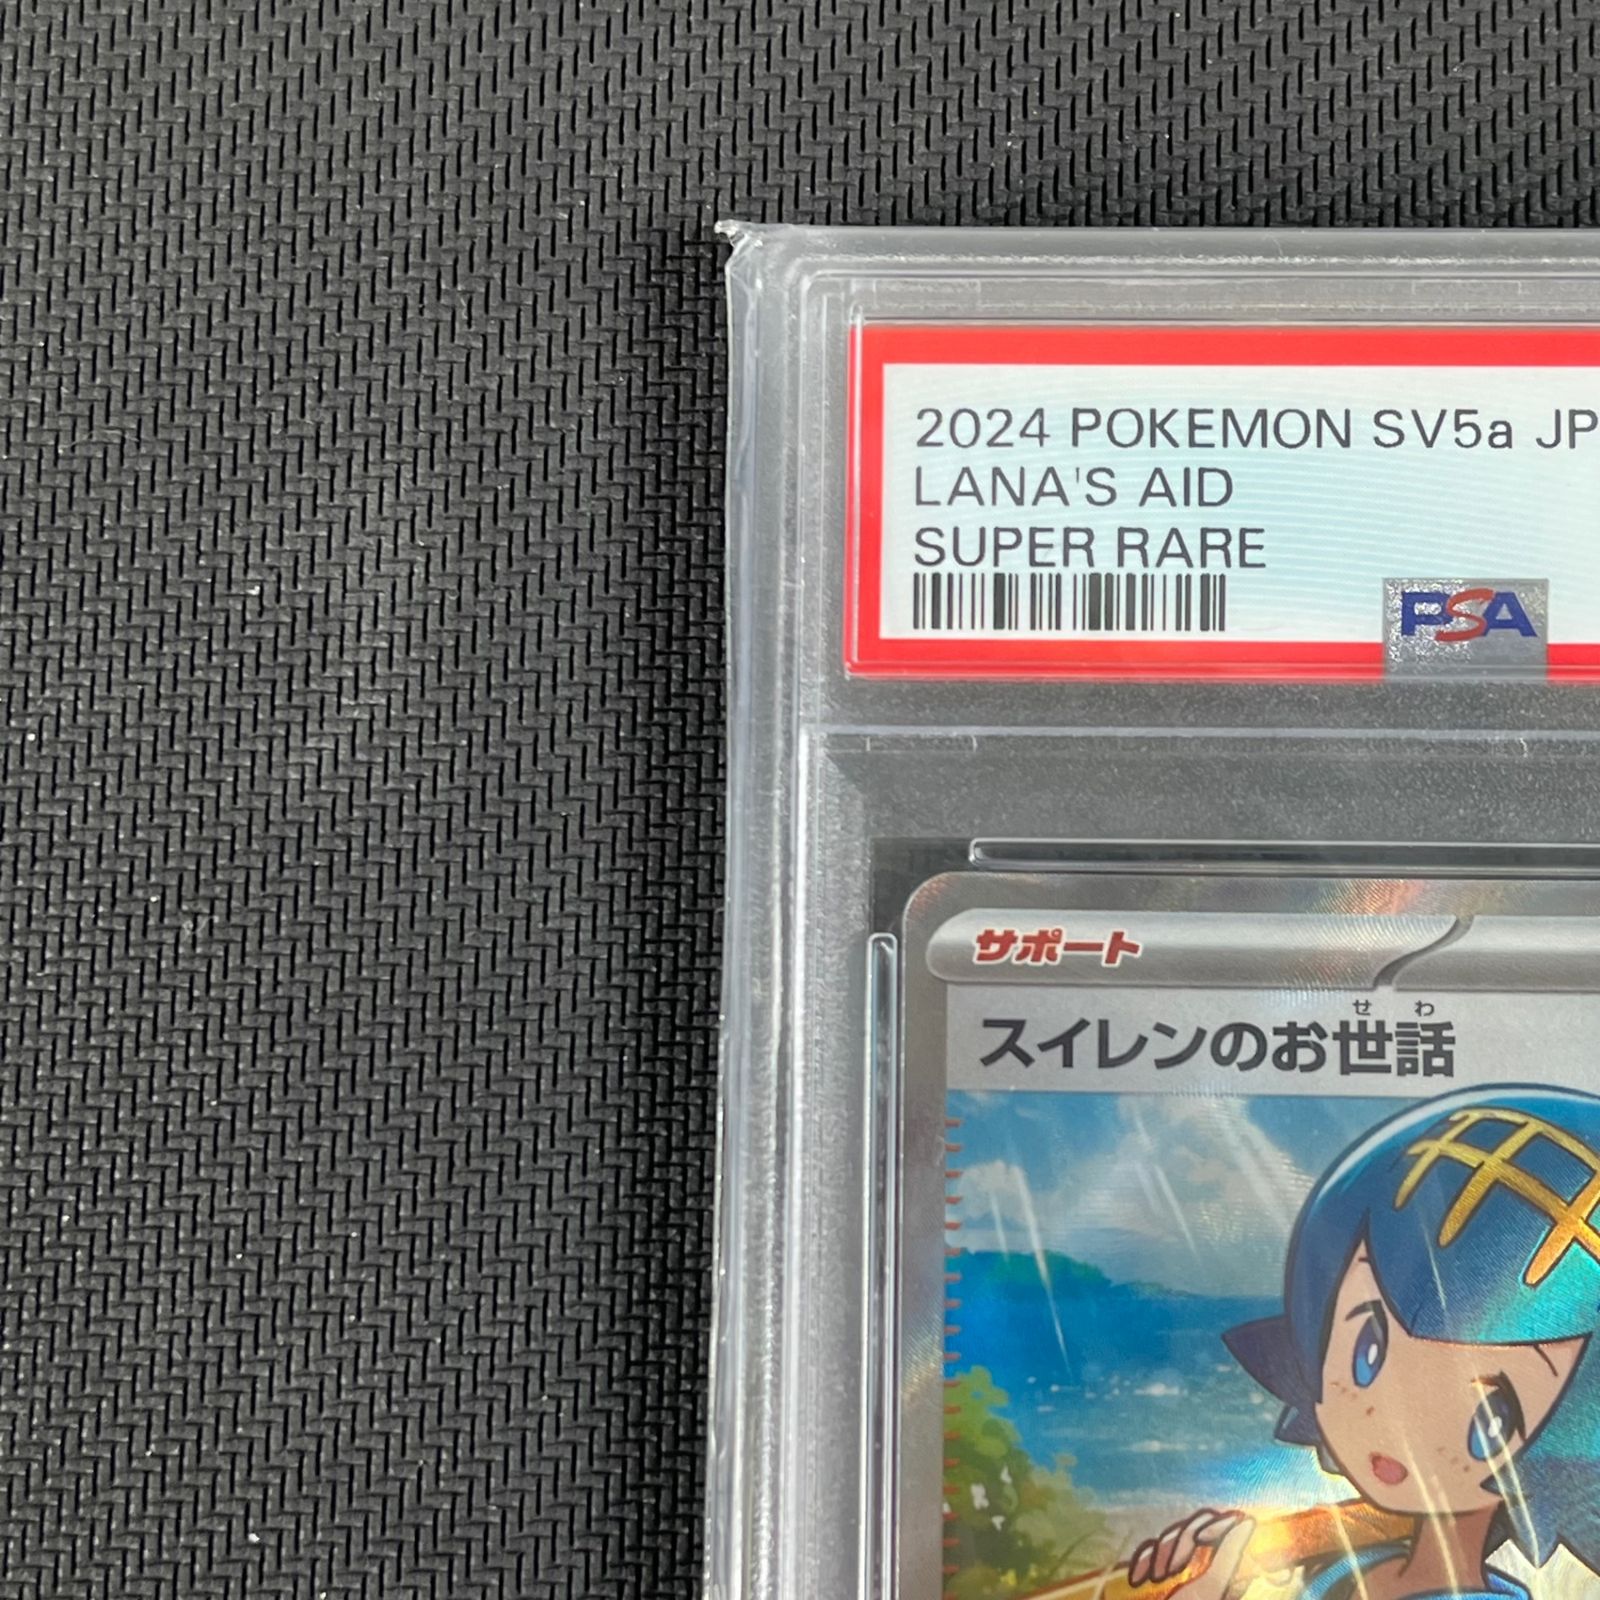 2024 POKEMON SV5a JP
LANA'S AID
SUPER RARE
PSA
サポート
せわ
スイレンのお世話